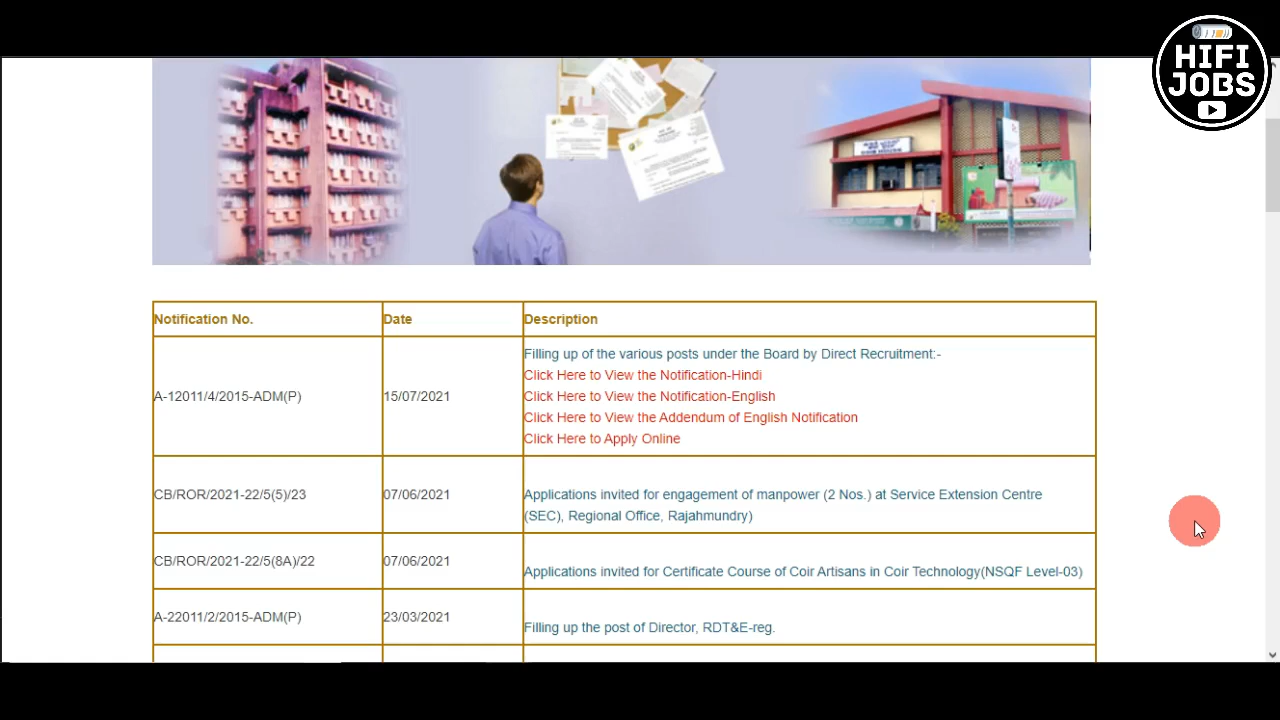 HIFI
JOBS
Notification No.
Date
Description
A-12011/4/2015-ADM(P)
15/07/2021
Filling up of the various posts under the Board by Direct Recruitment:-
Click Here to View the Notification-Hindi
Click Here to View the Notification-English
Click Here to View the Addendum of English Notification
Click Here to Apply Online
CB/ROR/2021-22/5(5)/23
07/06/2021
Applications invited for engagement of manpower (2 Nos.) at Service Extension Centre
(SEC), Regional Office, Rajahmundry)
CB/ROR/2021-22/5(8A)/22
07/06/2021
Applications invited for Certificate Course of Coir Artisans in Coir Technology(NSQF Level-03)
A-22011/2/2015-ADM(P)
23/03/2021
Filling up the post of Director, RDT&E-reg.